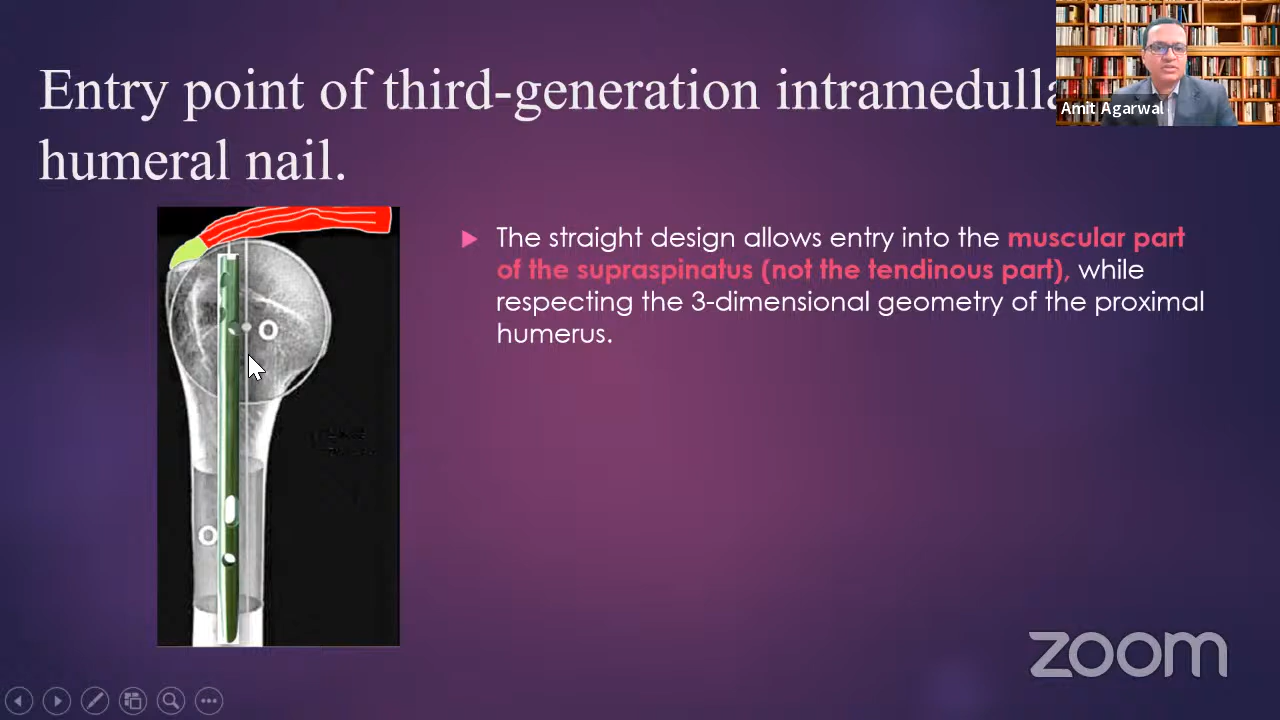 Entry point of third-generation intramedulla
humeral nail.
Amit Agarwal
The straight design allows entry into the muscular part
of the supraspinatus (not the tendinous part), while
respecting the 3-dimensional geometry of the proximal
humerus.
O
O
zoom